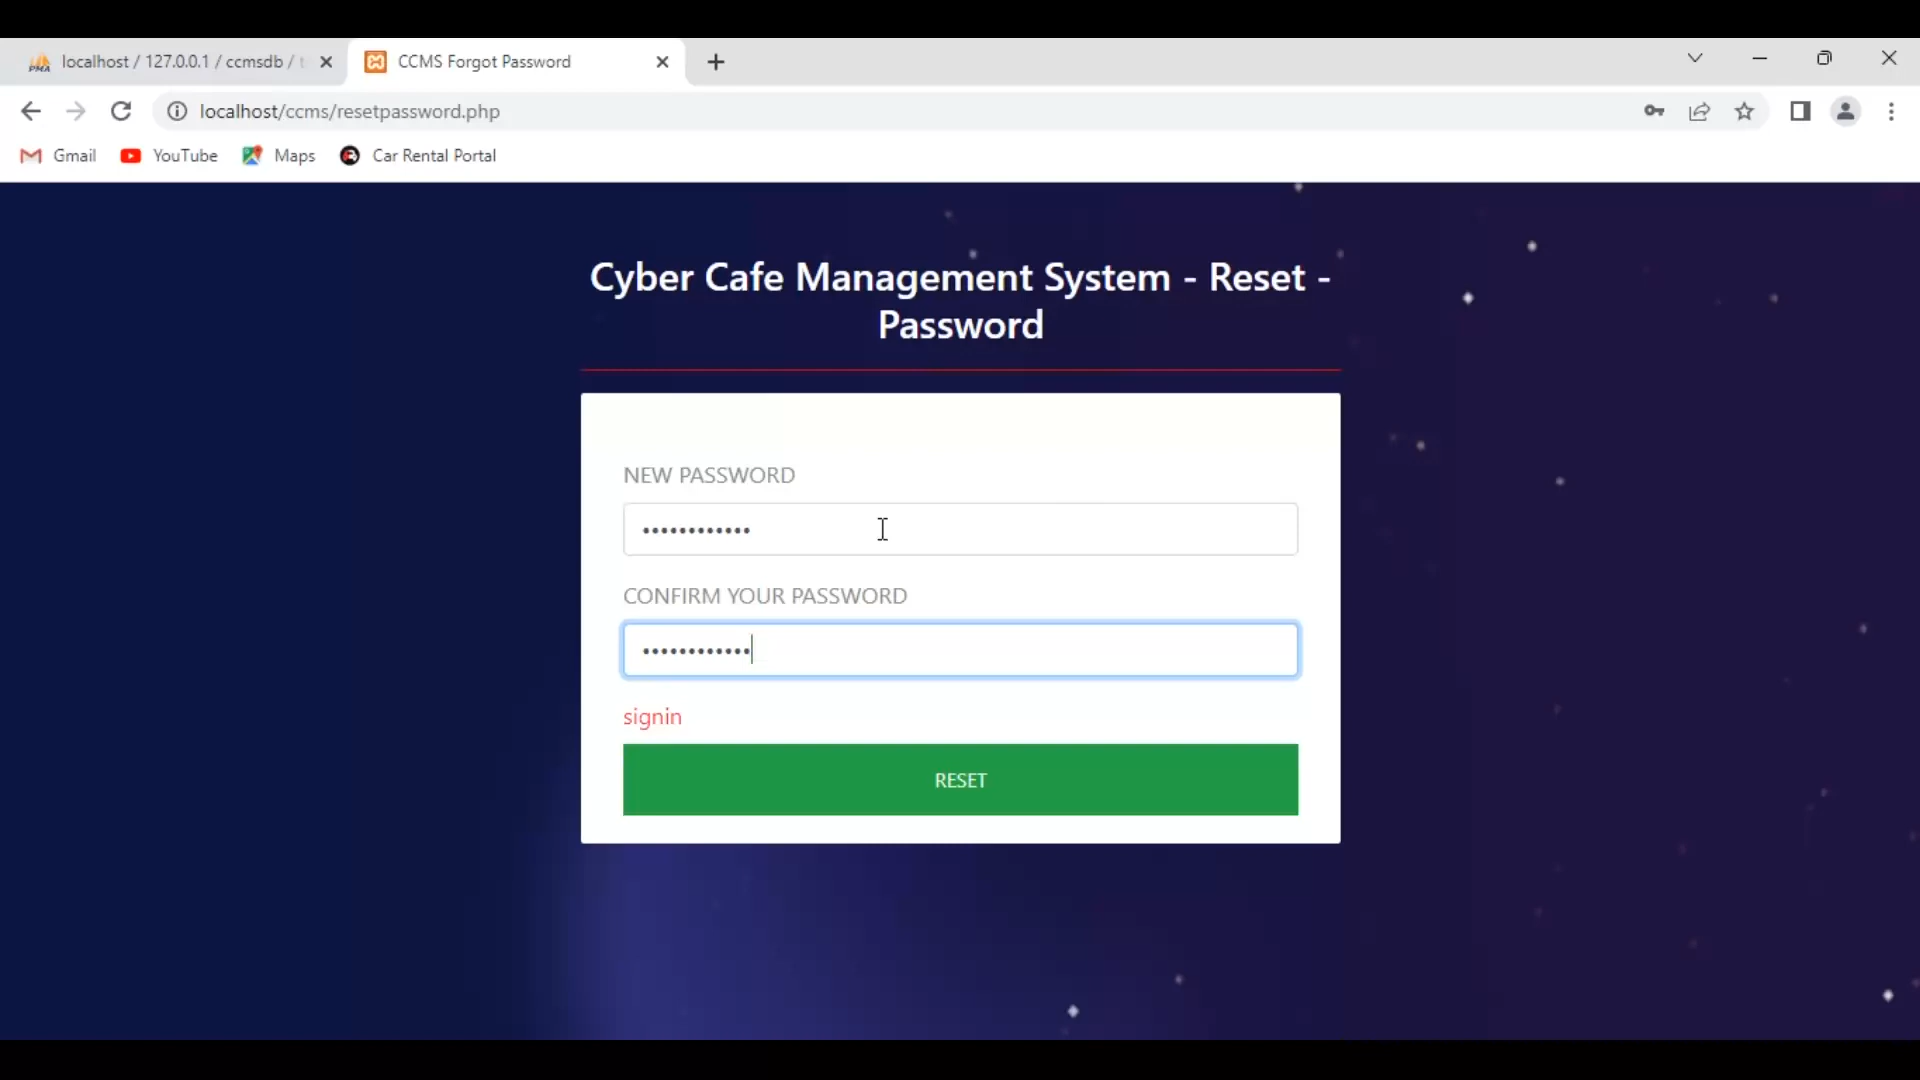 PMA localhost / 127.0.0.1 / ccmsdb / t
CCMS Forgot Password
localhost/ccms/resetpassword.php
Gmail YouTube Maps Car Rental Portal
Cyber Cafe Management System - Reset -
Password
NEW PASSWORD
••••••••••••
CONFIRM YOUR PASSWORD
••••••••••••
signin
RESET